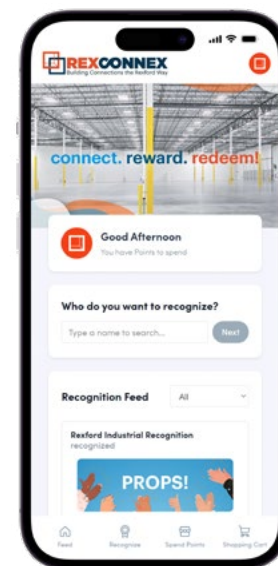 REXCONNEX
Building Connections the Rexford Way
connect. reward. redeem!
Good Afternoon
You have Points to spend
Who do you want to recognize?
Type a name to search...
Next
Recognition Feed
All
Rexford Industrial Recognition
recognized
PROPS!
Feed
Recognize
Spend Points
Shopping Cart